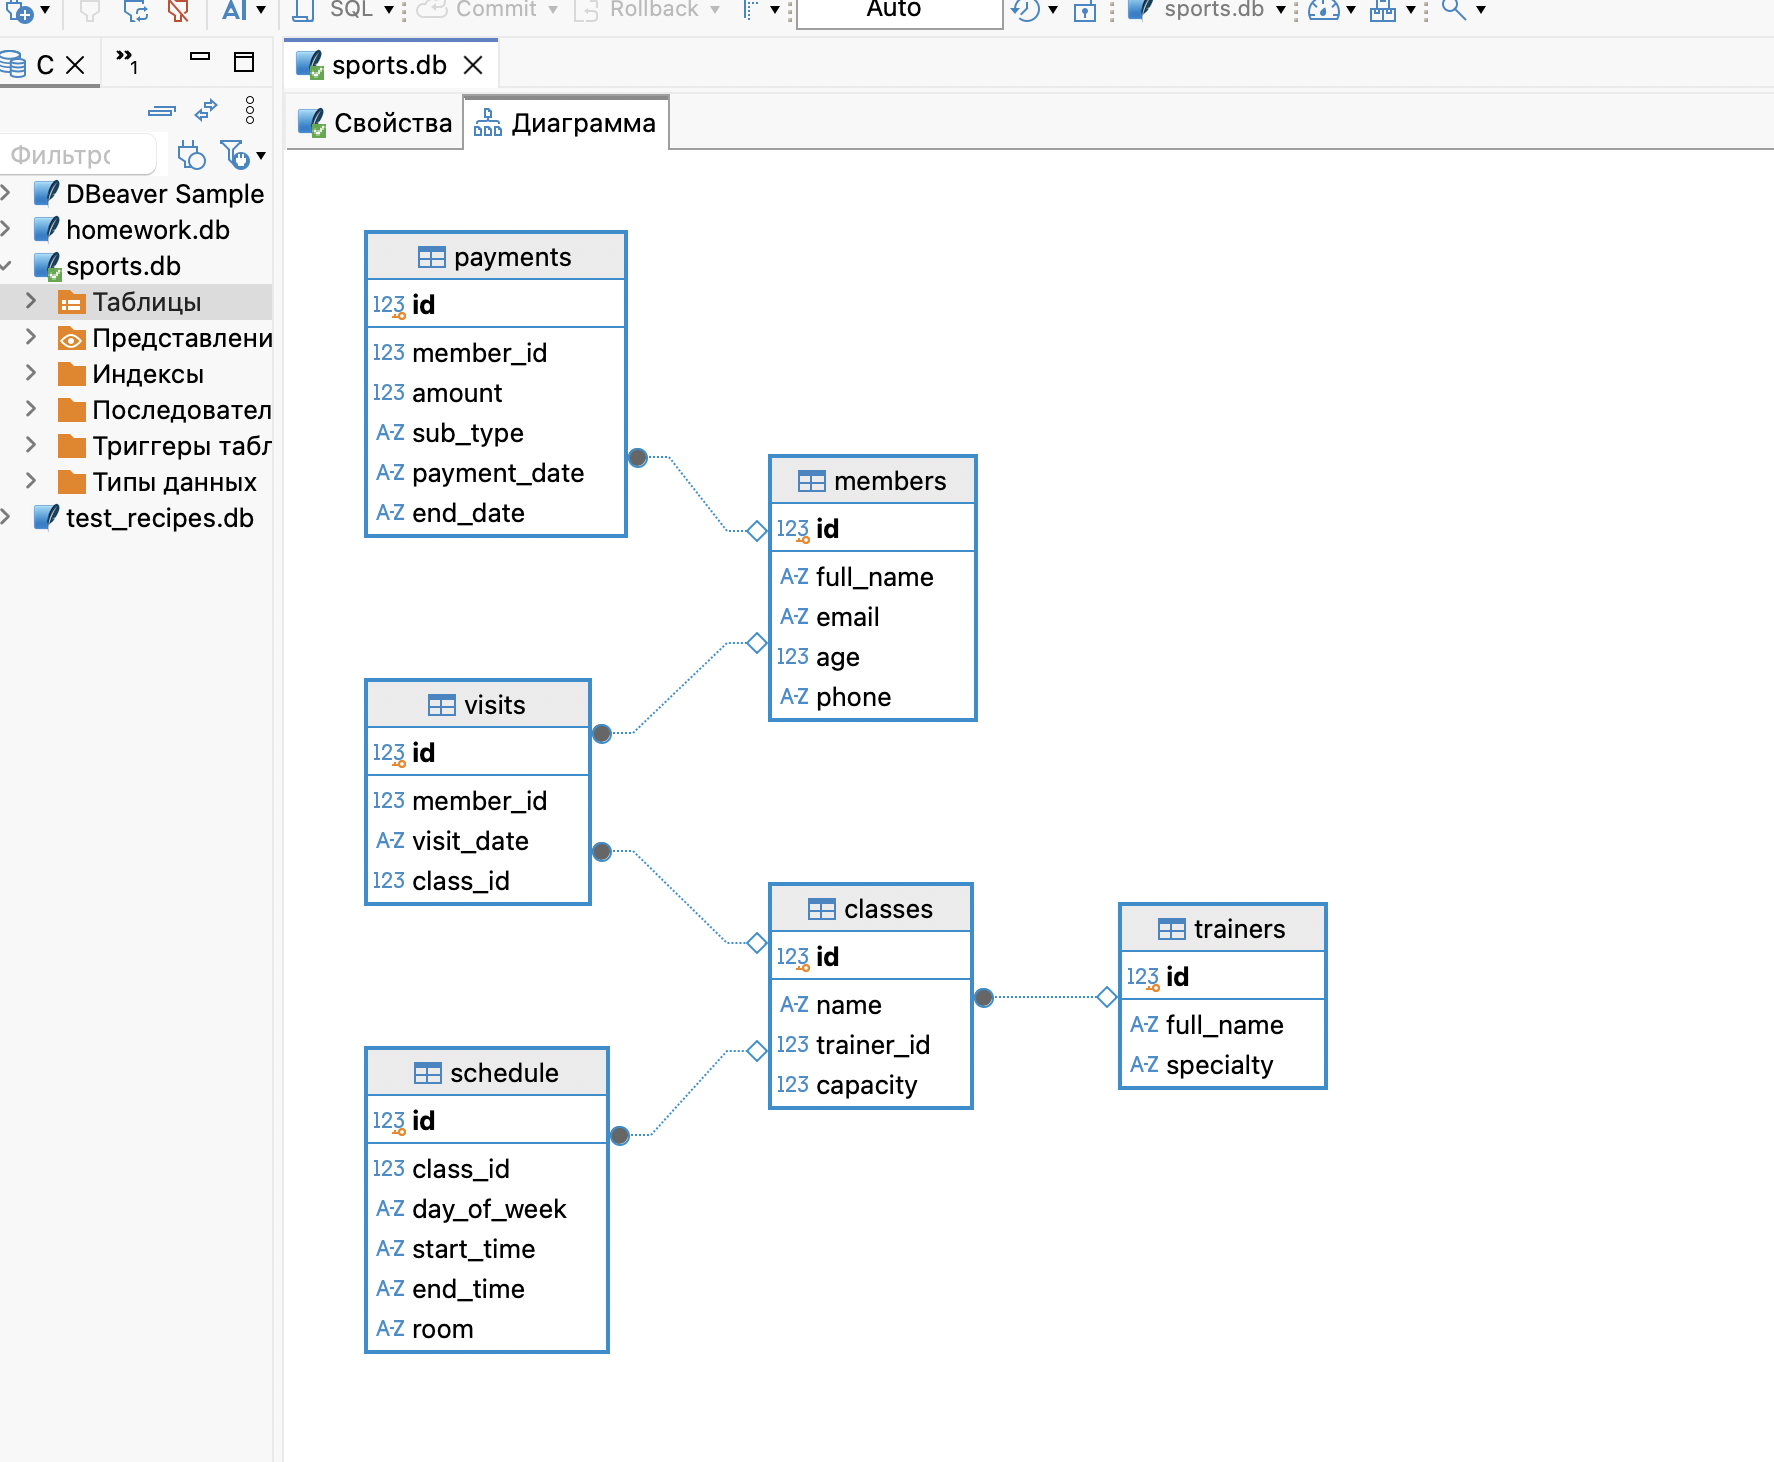 AI
SQL
Commit
Rollback
Auto
sports.db
C
»1
sports.db
Свойства
Диаграмма
DBeaver Sample
homework.db
sports.db
Таблицы
Представлени
Индексы
Последовател
Триггеры табл
Типы данных
test_recipes.db
payments
123 id
123 member_id
123 amount
A-Z sub_type
A-Z payment_date
A-Z end_date
members
123 id
A-Z full_name
A-Z email
123 age
A-Z phone
visits
123 id
123 member_id
A-Z visit_date
123 class_id
classes
123 id
A-Z name
123 trainer_id
123 capacity
trainers
123 id
A-Z full_name
A-Z specialty
schedule
123 id
123 class_id
A-Z day_of_week
A-Z start_time
A-Z end_time
A-Z room